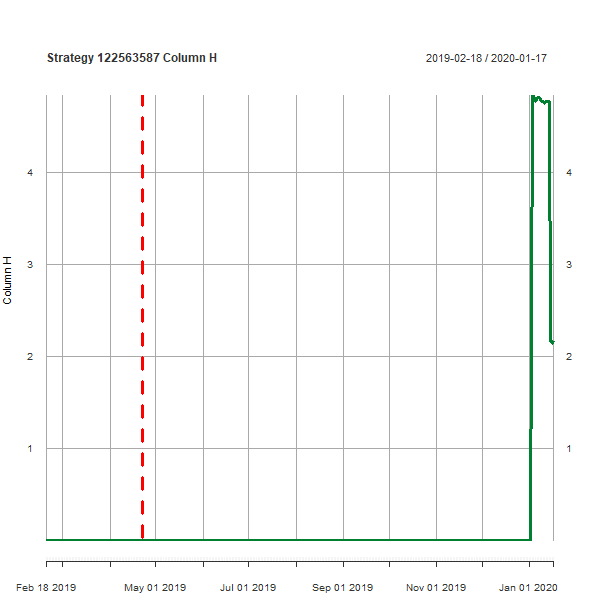 Strategy 122563587 Column H
2019-02-18 / 2020-01-17
4
4
3
3
Column H
2
2
1
1
Feb 18 2019
May 01 2019
Jul 01 2019
Sep 01 2019
Nov 01 2019
Jan 01 2020